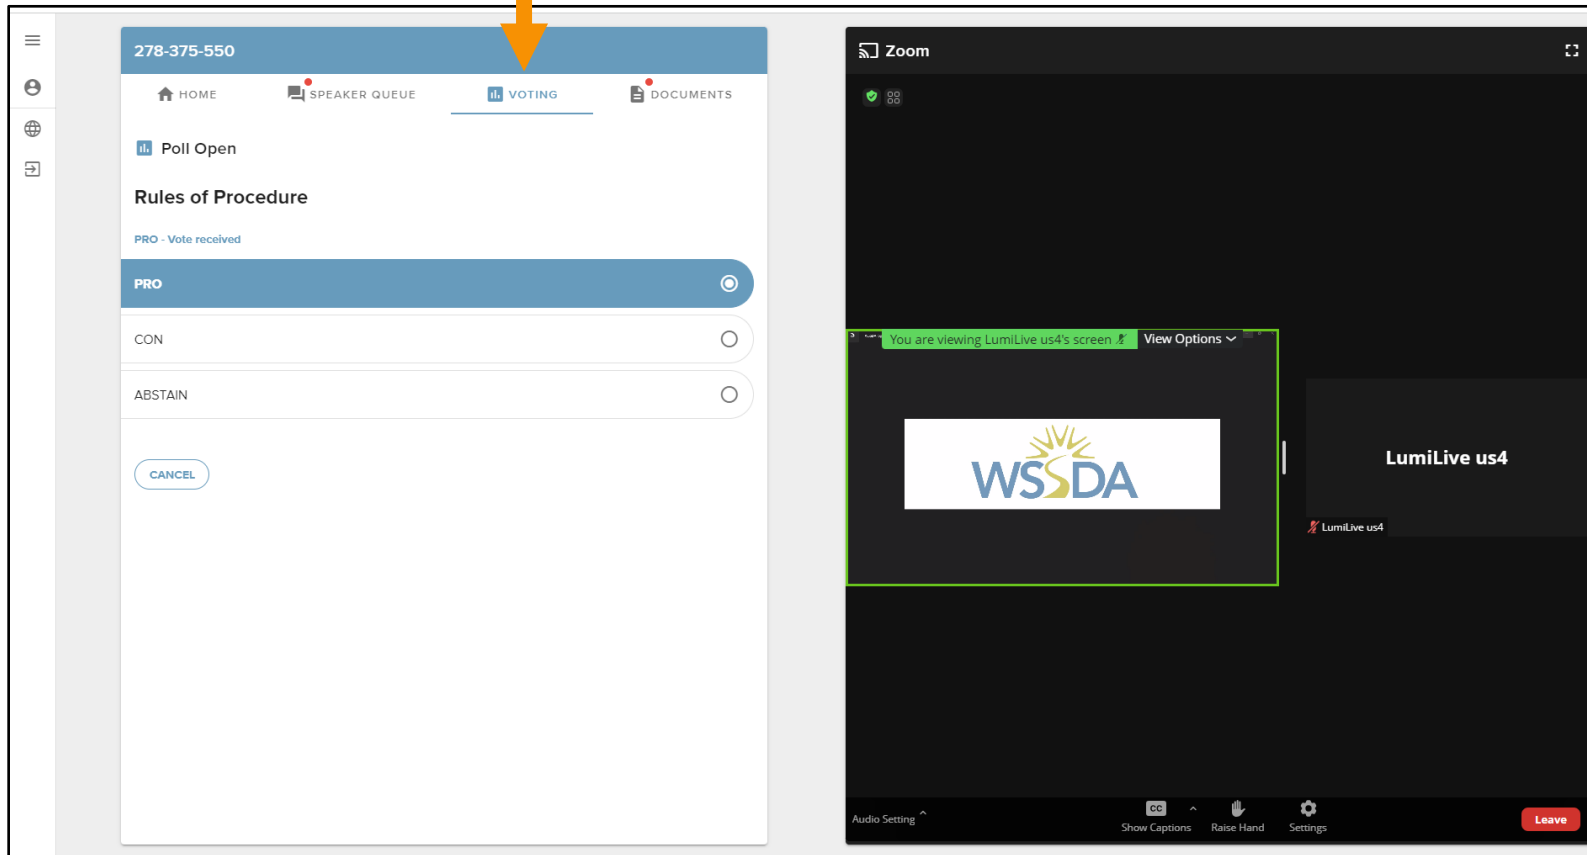 278-375-550
HOME
SPEAKER QUEUE
VOTING
DOCUMENTS
Poll Open
Rules of Procedure
PRO - Vote received
PRO
CON
ABSTAIN
CANCEL
Zoom
You are viewing LumiLive us4's screen
View Options
WSSDA
LumiLive us4
LumiLive us4
Audio Setting
CC
Show Captions
Raise Hand
Settings
Leave